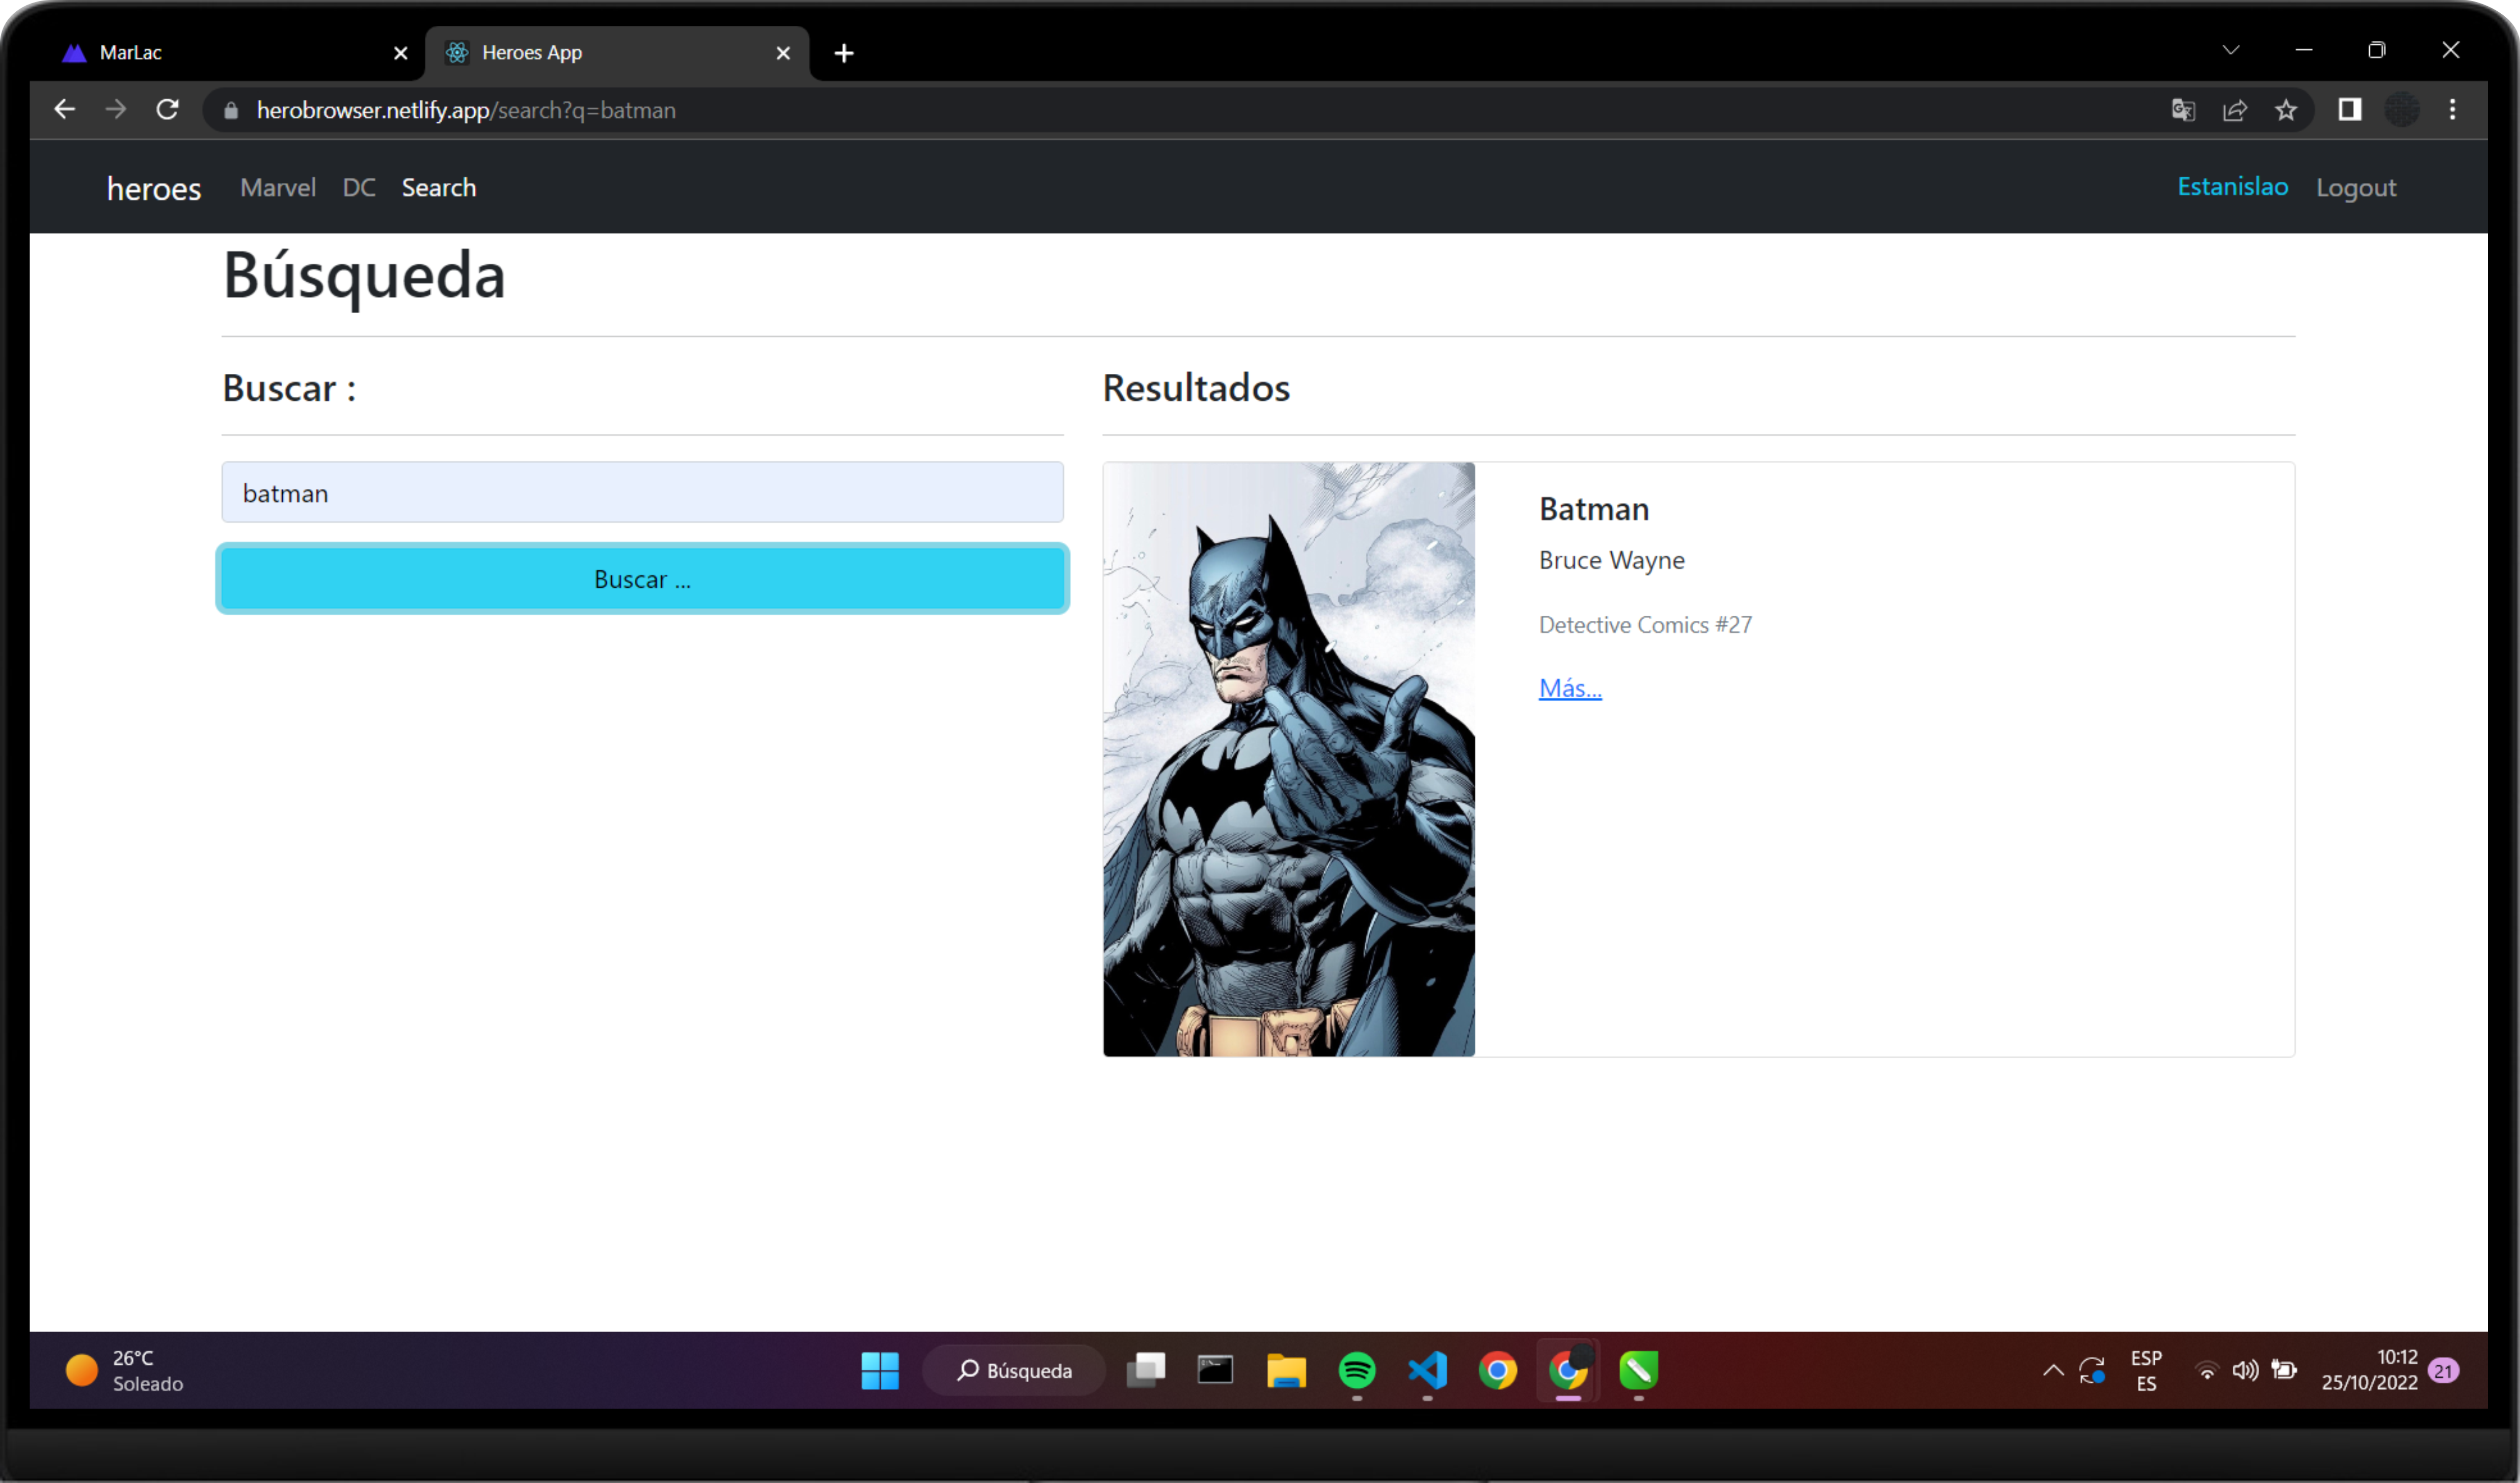 MarLac
Heroes App
herobrowser.netlify.app/search?q=batman
heroes Marvel DC Search Estanislao Logout
Búsqueda
Buscar :
batman
Buscar ...
Resultados
Batman
Bruce Wayne
Detective Comics #27
Más...
26°C
Soleado
Búsqueda
ESP
ES
10:12
25/10/2022
21